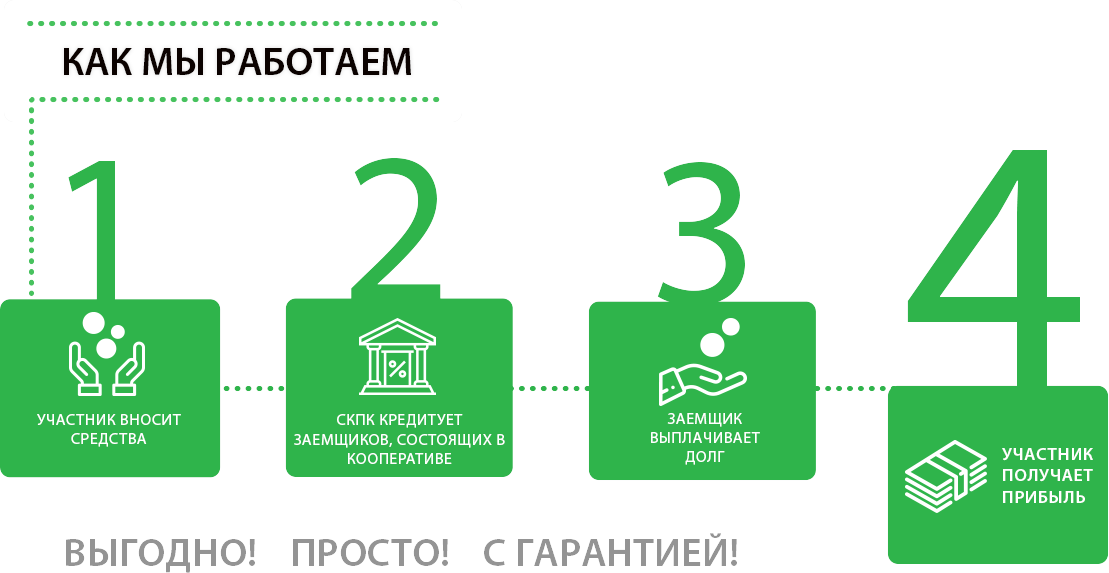 КАК МЫ РАБОТАЕМ
1
2
3
4
УЧАСТНИК ВНОСИТ
СРЕДСТВА
СКПК КРЕДИТУЕТ
ЗАЕМЩИКОВ, СОСТОЯЩИХ В
КООПЕРАТИВЕ
%
ЗАЕМЩИК
ВЫПЛАЧИВАЕТ
ДОЛГ
УЧАСТНИК
ПОЛУЧАЕТ
ПРИБЫЛЬ
ВЫГОДНО! ПРОСТО! С ГАРАНТИЕЙ!